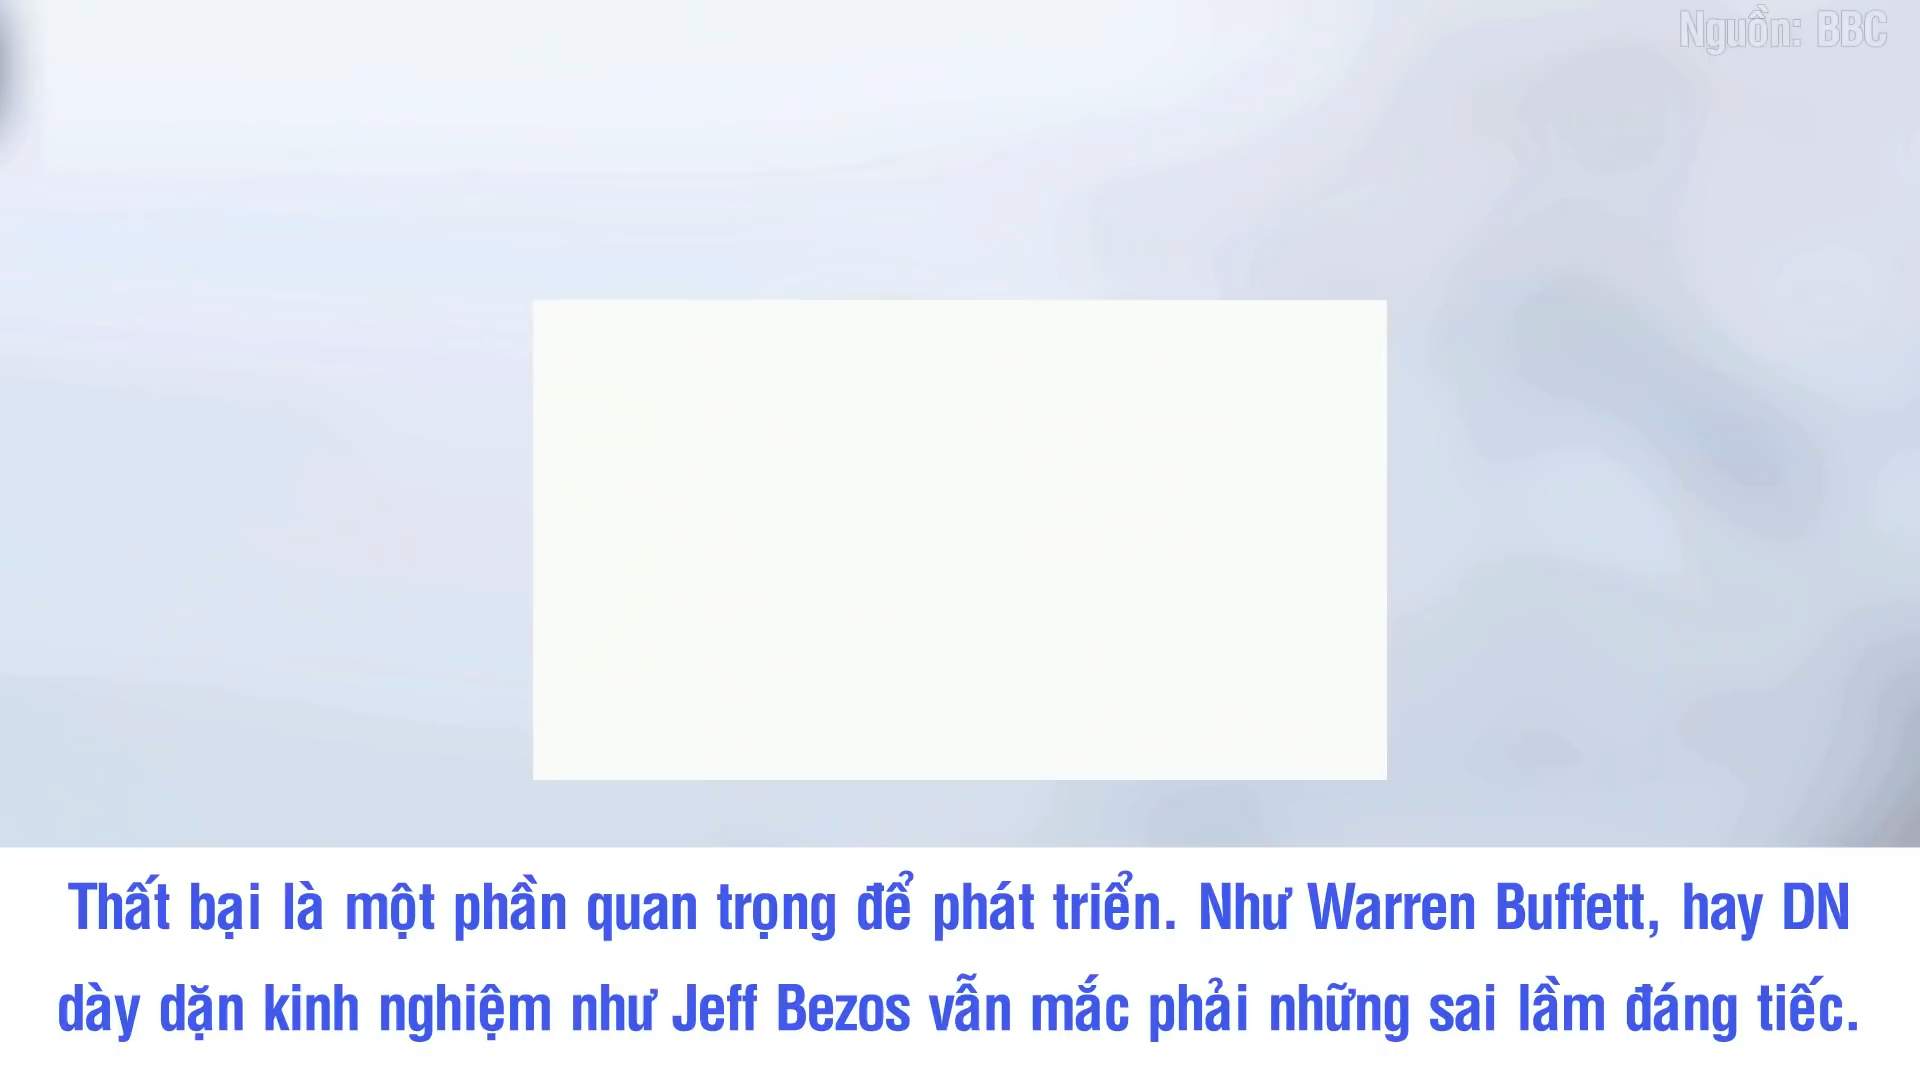 Nguồn: BBC
Thất bại là một phần quan trọng để phát triển. Như Warren Buffett, hay DN
dày dặn kinh nghiệm như Jeff Bezos vẫn mắc phải những sai lầm đáng tiếc.